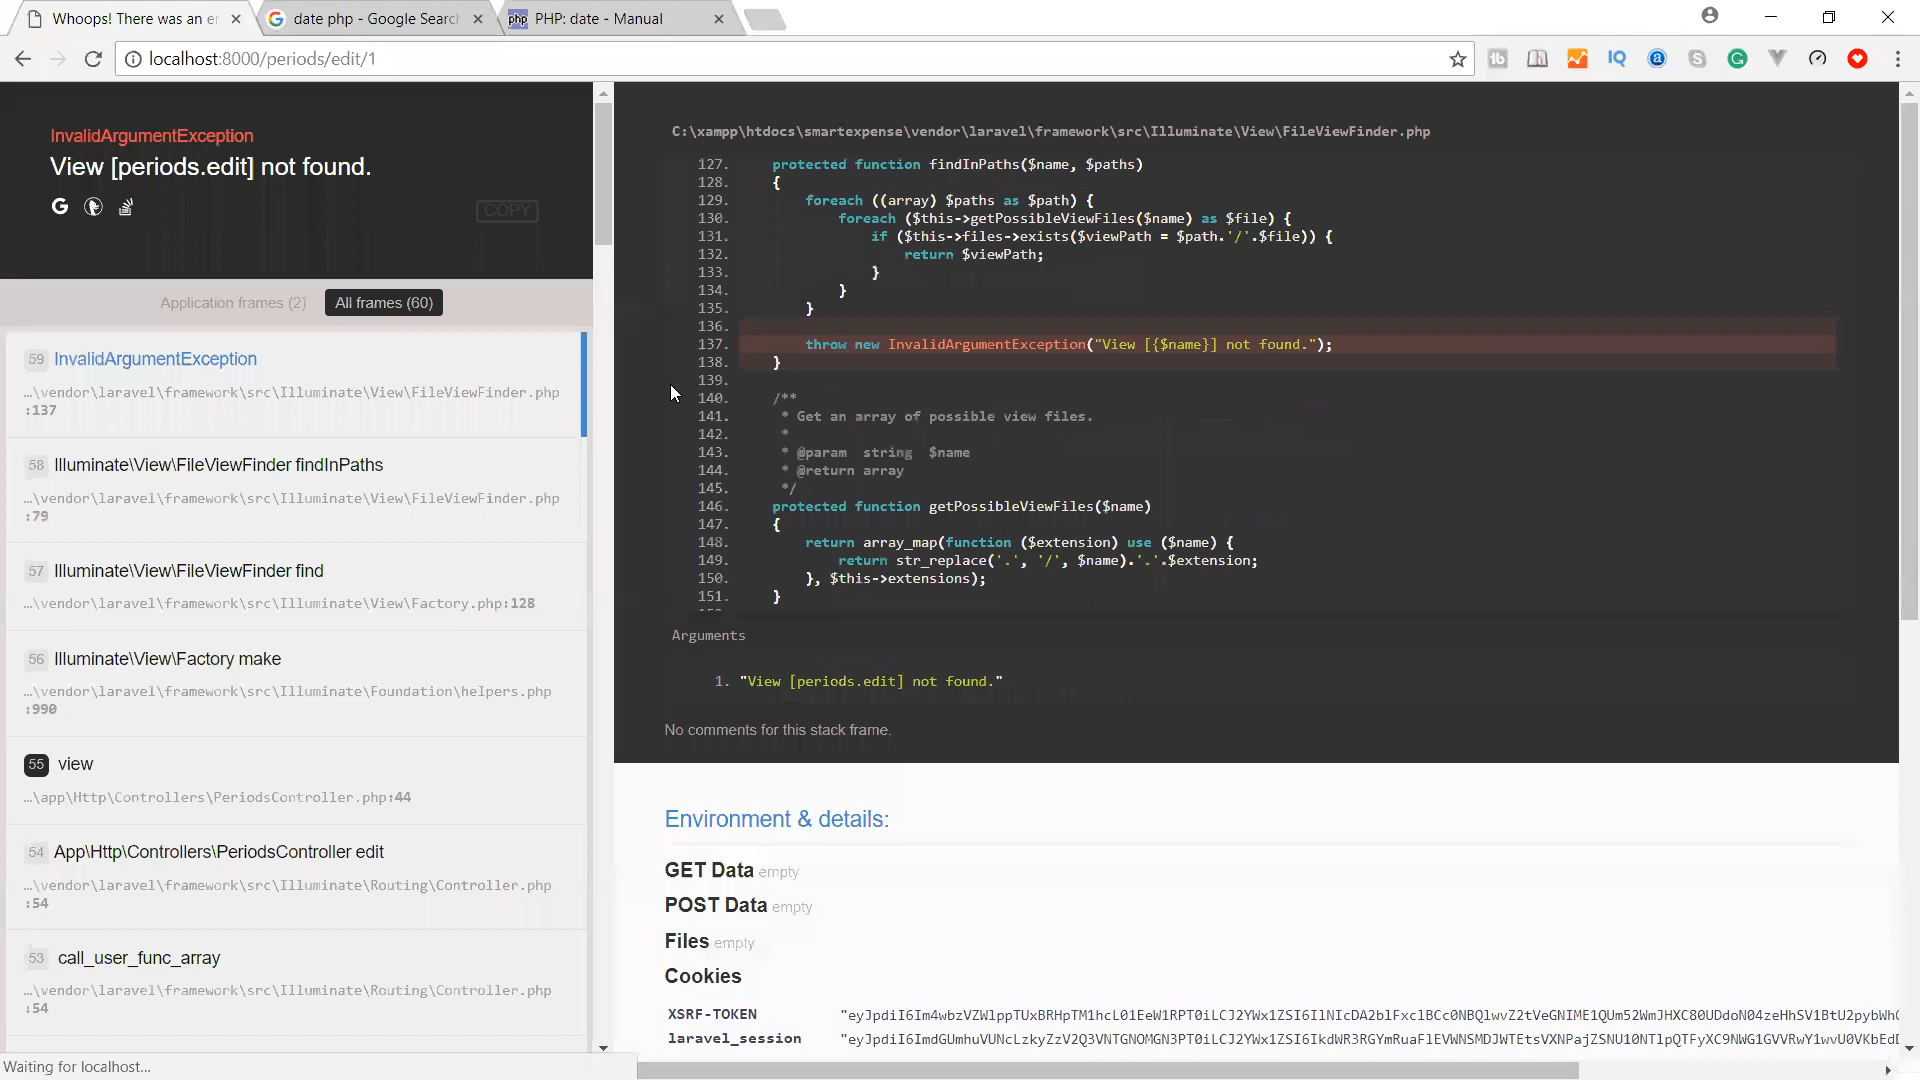 Whoops! There was an er
date php - Google Search
php PHP: date - Manual
localhost:8000/periods/edit/1
InvalidArgumentException
View [periods.edit] not found.
COPY
Application frames (2)
All frames (60)
59 InvalidArgumentException
…\vendor\laravel\framework\src\Illuminate\View\FileViewFinder.php
:137
58 Illuminate\View\FileViewFinder findInPaths
…\vendor\laravel\framework\src\Illuminate\View\FileViewFinder.php
:79
57 Illuminate\View\FileViewFinder find
…\vendor\laravel\framework\src\Illuminate\View\Factory.php:128
56 Illuminate\View\Factory make
…\vendor\laravel\framework\src\Illuminate\Foundation\helpers.php
:990
55 view
…\app\Http\Controllers\PeriodsController.php:44
54 App\Http\Controllers\PeriodsController edit
…\vendor\laravel\framework\src\Illuminate\Routing\Controller.php
:54
53 call_user_func_array
…\vendor\laravel\framework\src\Illuminate\Routing\Controller.php
:54
Waiting for localhost...
C:\xampp\htdocs\smartexpense\vendor\laravel\framework\src\Illuminate\View\FileViewFinder.php
127. protected function findInPaths($name, $paths)
128. {
129. foreach ((array) $paths as $path) {
130. foreach ($this->getPossibleViewFiles($name) as $file) {
131. if ($this->files->exists($viewPath = $path.'/'.$file)) {
132. return $viewPath;
133. }
134. }
135. }
136.
137. throw new InvalidArgumentException("View [{$name}] not found.");
138. }
139.
140. /**
141. * Get an array of possible view files.
142. *
143. * @param string $name
144. * @return array
145. */
146. protected function getPossibleViewFiles($name)
147. {
148. return array_map(function ($extension) use ($name) {
149. return str_replace('.', '/', $name).'.'.$extension;
150. }, $this->extensions);
151. }
Arguments
1. "View [periods.edit] not found."
No comments for this stack frame.
Environment & details:
GET Data empty
POST Data empty
Files empty
Cookies
XSRF-TOKEN
laravel_session